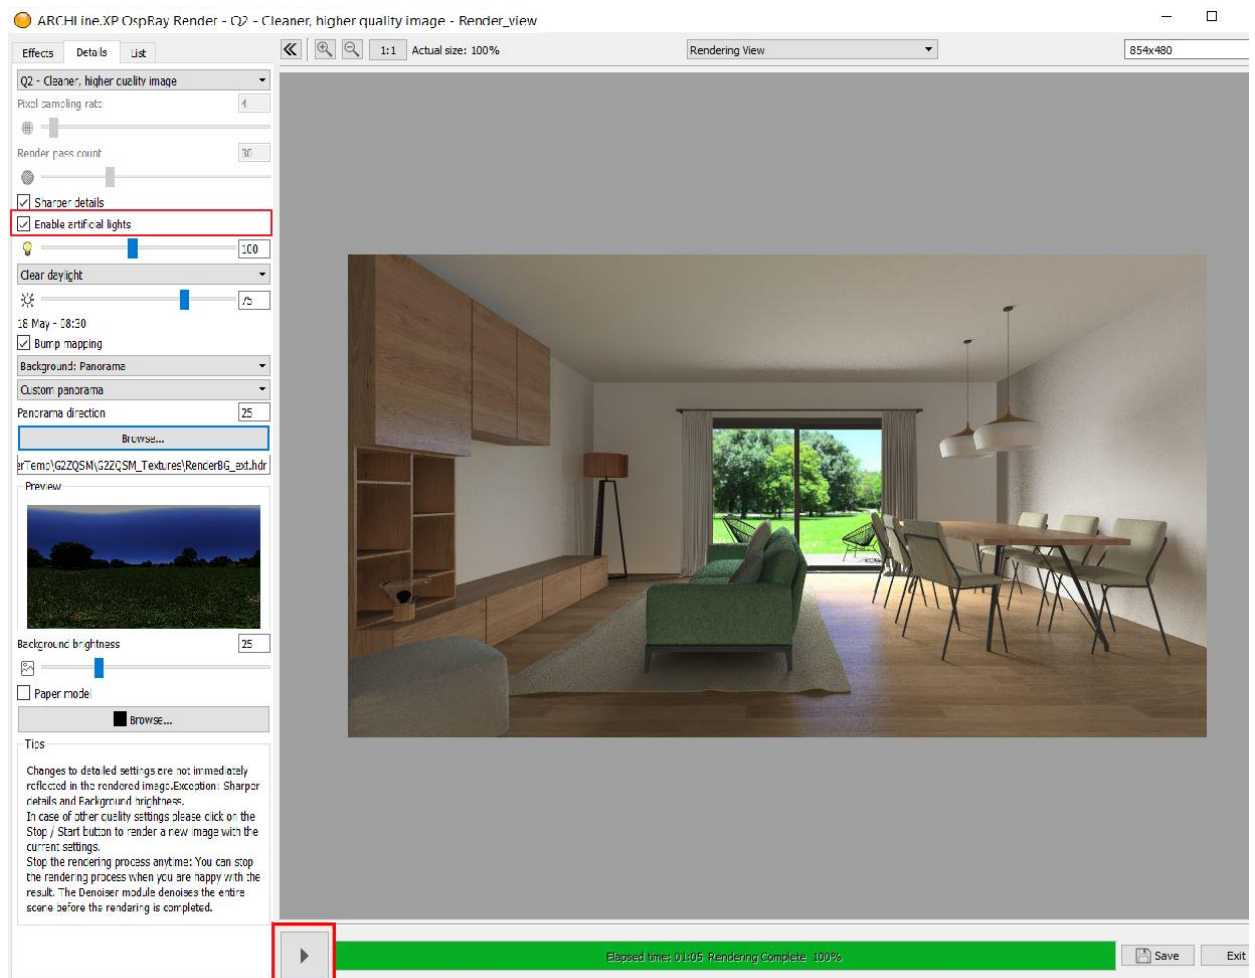 ARCHLine.XP OspRay Render - Q2 - Cleaner, higher quality image - Render_view
Effects Details List
1:1 Actual size: 100% Rendering View 854x480
Q2 - Cleaner, higher quality image
Pixel sampling rate 4
Render pass count 30
Sharper details
Enable artificial lights
100
Clear daylight
75
18 May - 08:30
Bump mapping
Background: Panorama
Custom panorama
Panorama direction 25
Browse...
erTemp\G2ZQSM\G2ZQSM_Textures\RenderBG_ext.hdr
Preview
Background brightness 25
Paper model
Browse...
Tips
Changes to detailed settings are not immediately
reflected in the rendered image.Exception: Sharper
details and Background brightness.
In case of other quality settings please click on the
Stop / Start button to render a new image with the
current settings.
Stop the rendering process anytime: You can stop
the rendering process when you are happy with the
result. The Denoiser module denoises the entire
scene before the rendering is completed.
Elapsed time: 01:05 Rendering Complete 100%
Save Exit